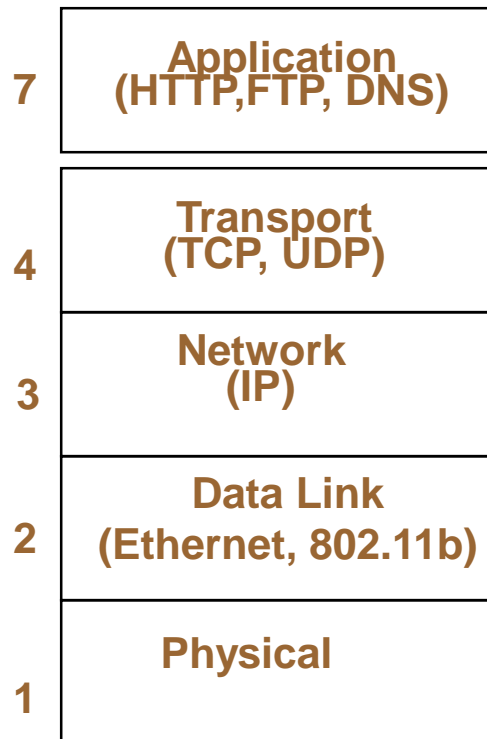 7
Application
(HTTP,FTP, DNS)
4
Transport
(TCP, UDP)
3
Network
(IP)
2
Data Link
(Ethernet, 802.11b)
1
Physical